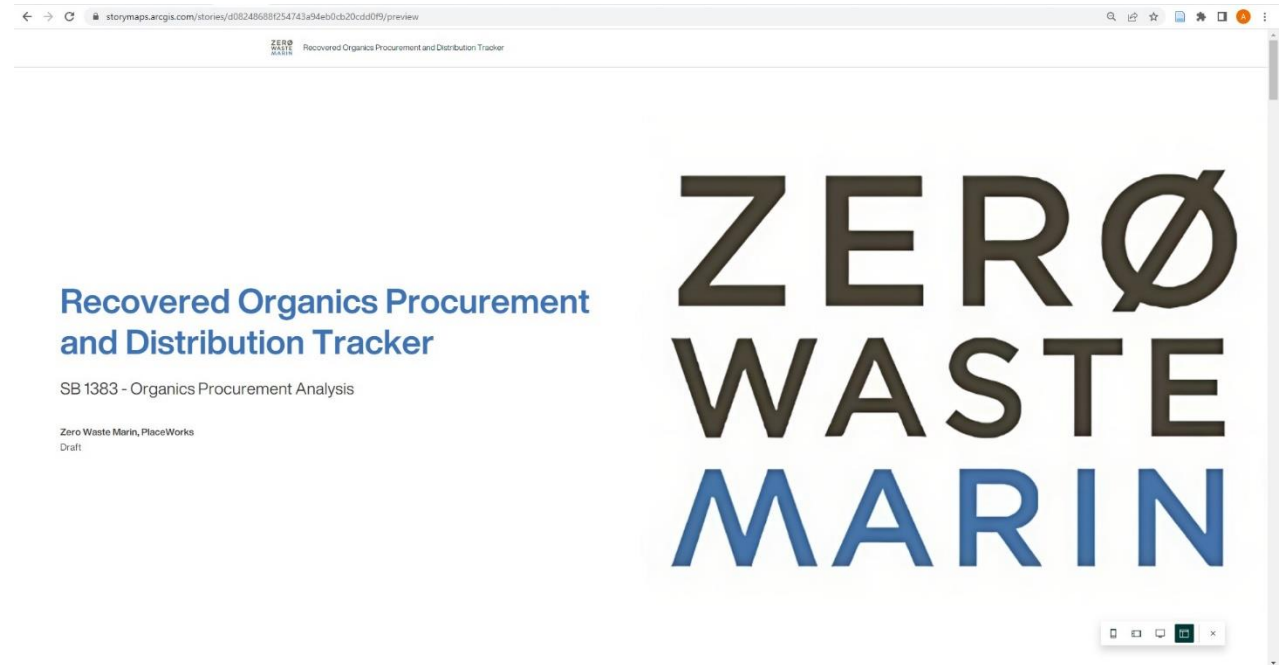 storymaps.arcgis.com/stories/d08248688f254743a94eb0cb20cdd0f9/preview
A
ZERØ
WASTE
MARIN
Recovered Organics Procurement and Distribution Tracker
Recovered Organics Procurement
and Distribution Tracker
SB 1383 - Organics Procurement Analysis
Zero Waste Marin, PlaceWorks
Draft
ZERØ
WASTE
MARIN